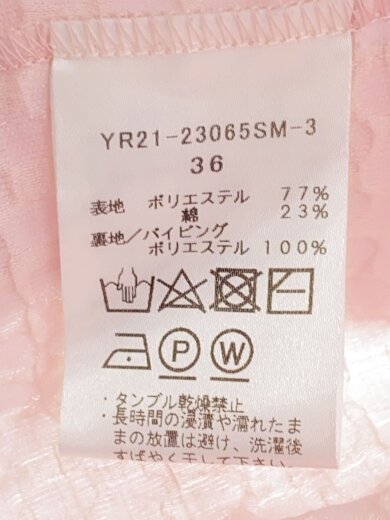 YR21-23065SM-3
36
表地 ポリエステル 77%
綿 23%
裏地/パイピング
ポリエステル 100%
P W
・タンブル乾燥禁止
・長時間の浸漬や濡れたま
まの放置は避け、洗濯後
すばやく干して下さい